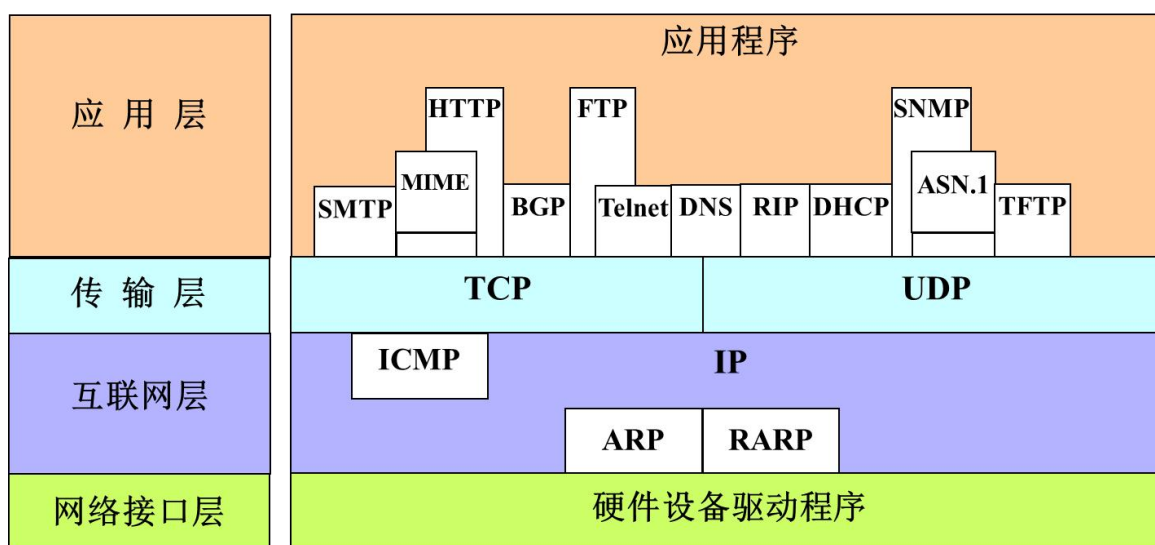 应用层
应用程序
HTTP
FTP
SNMP
MIME
ASN.1
SMTP
BGP
Telnet
DNS
RIP
DHCP
TFTP
传输层
TCP
UDP
互联网层
ICMP
IP
ARP
RARP
网络接口层
硬件设备驱动程序